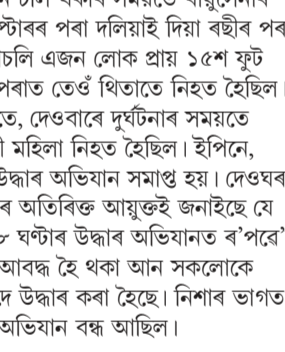 ষ্টাৰৰ পৰা দলিয়াই দিয়া ৰছীৰ পৰ
চলি এজন লোক প্ৰায় ১৫শ ফুট
পৰাত তেওঁ থিতাতে নিহত হৈছিল।
ত, দেওবাৰে দুৰ্ঘটনাৰ সময়তে
ী মহিলা নিহত হৈছিল। ইপিনে,
উদ্ধাৰ অভিযান সমাপ্ত হয়। দেওঘৰ
ৰ অতিৰিক্ত আয়ুক্তই জনাইছে যে
ঘণ্টাৰ উদ্ধাৰ অভিযানত ৰ’পৱে’
আবদ্ধ হৈ থকা আন সকলোকে
উদ্ধাৰ কৰা হৈছে। নিশাৰ ভাগত
অভিযান বন্ধ আছিল।